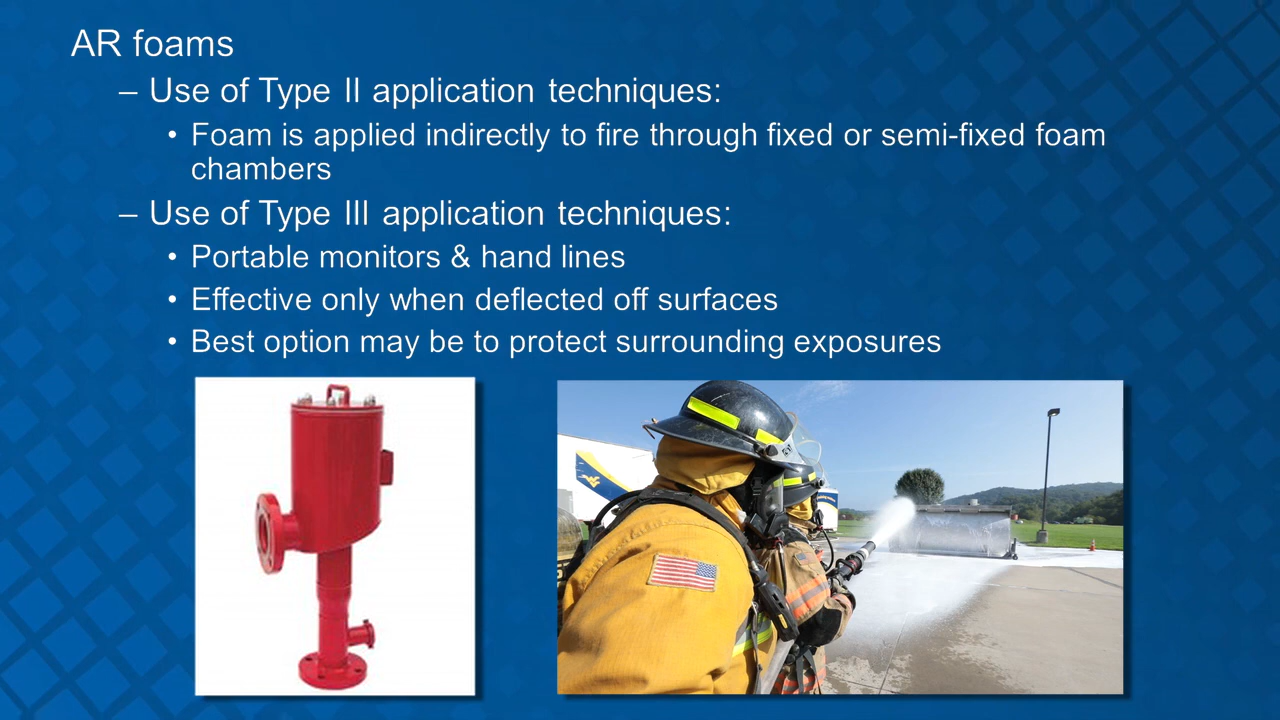 AR foams
– Use of Type II application techniques:
• Foam is applied indirectly to fire through fixed or semi-fixed foam
chambers
– Use of Type III application techniques:
• Portable monitors & hand lines
• Effective only when deflected off surfaces
• Best option may be to protect surrounding exposures